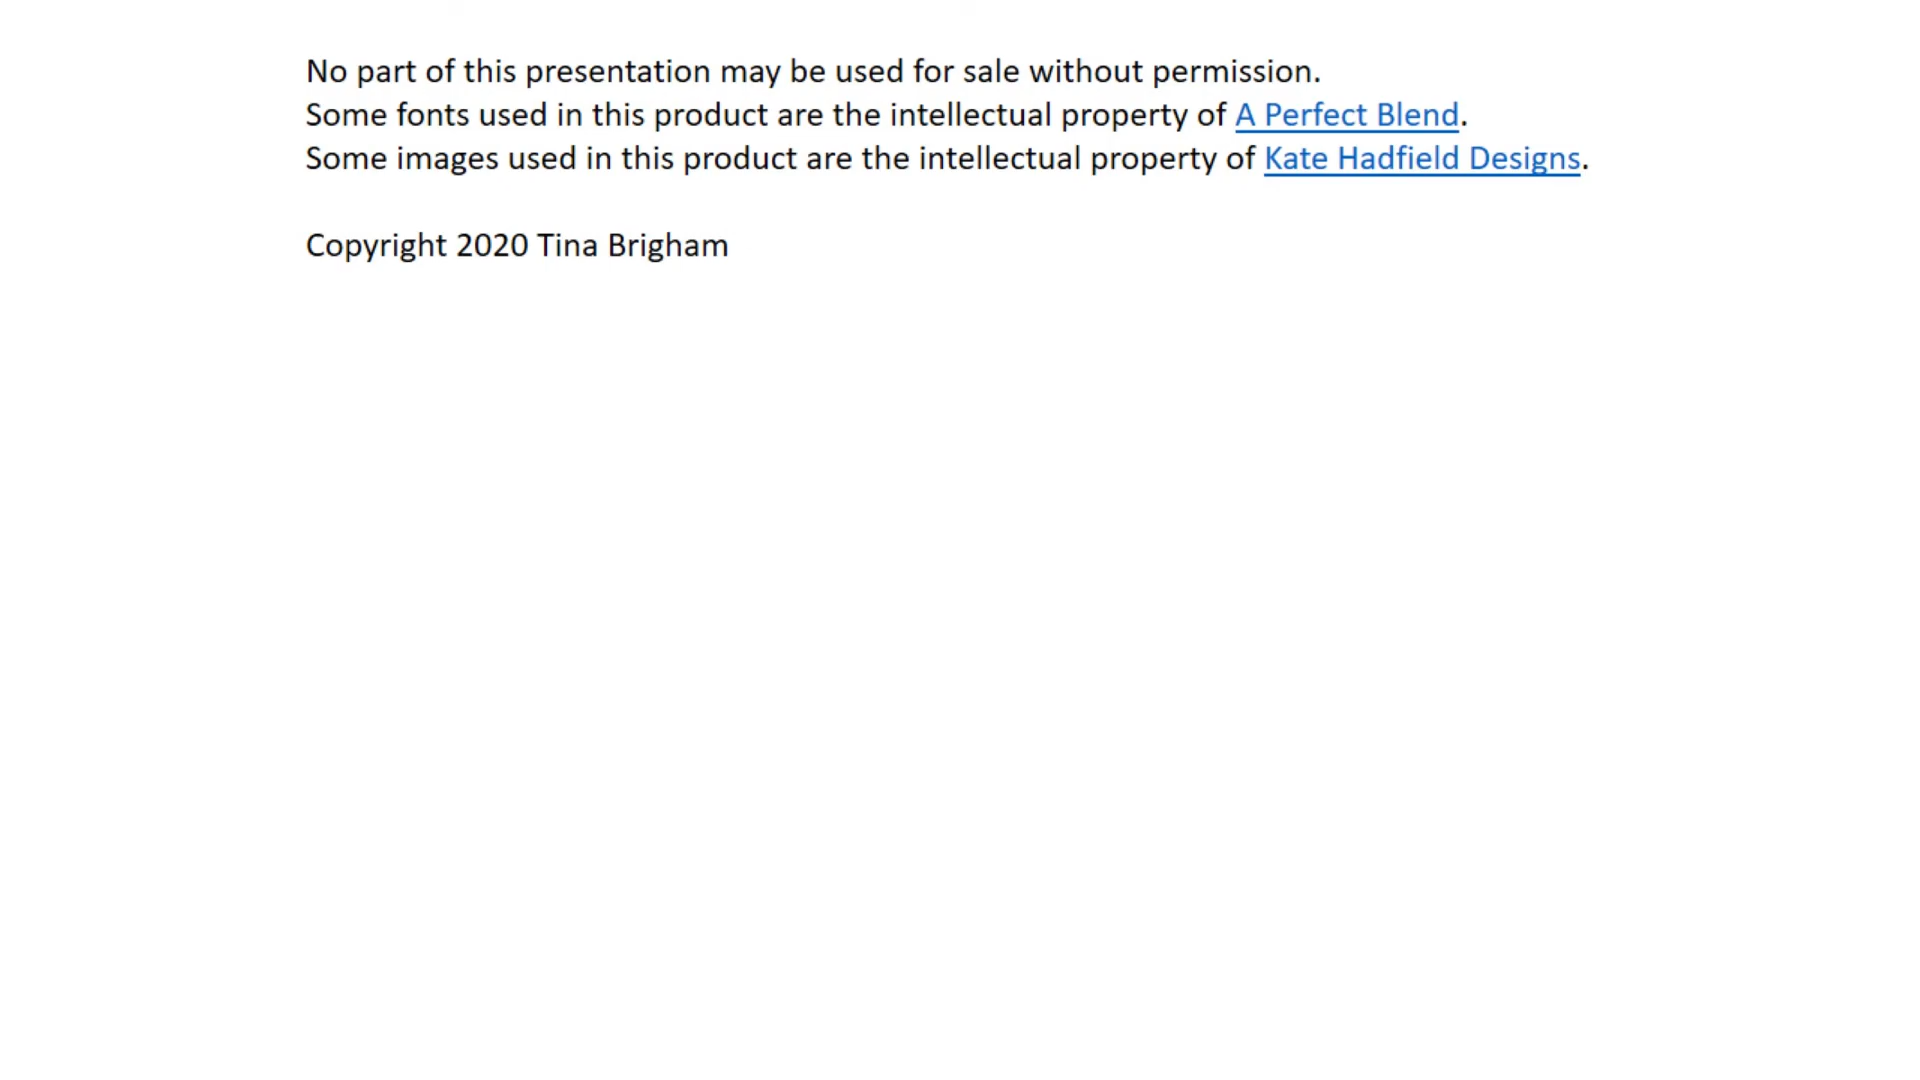 No part of this presentation may be used for sale without permission.
Some fonts used in this product are the intellectual property of A Perfect Blend.
Some images used in this product are the intellectual property of Kate Hadfield Designs.
Copyright 2020 Tina Brigham